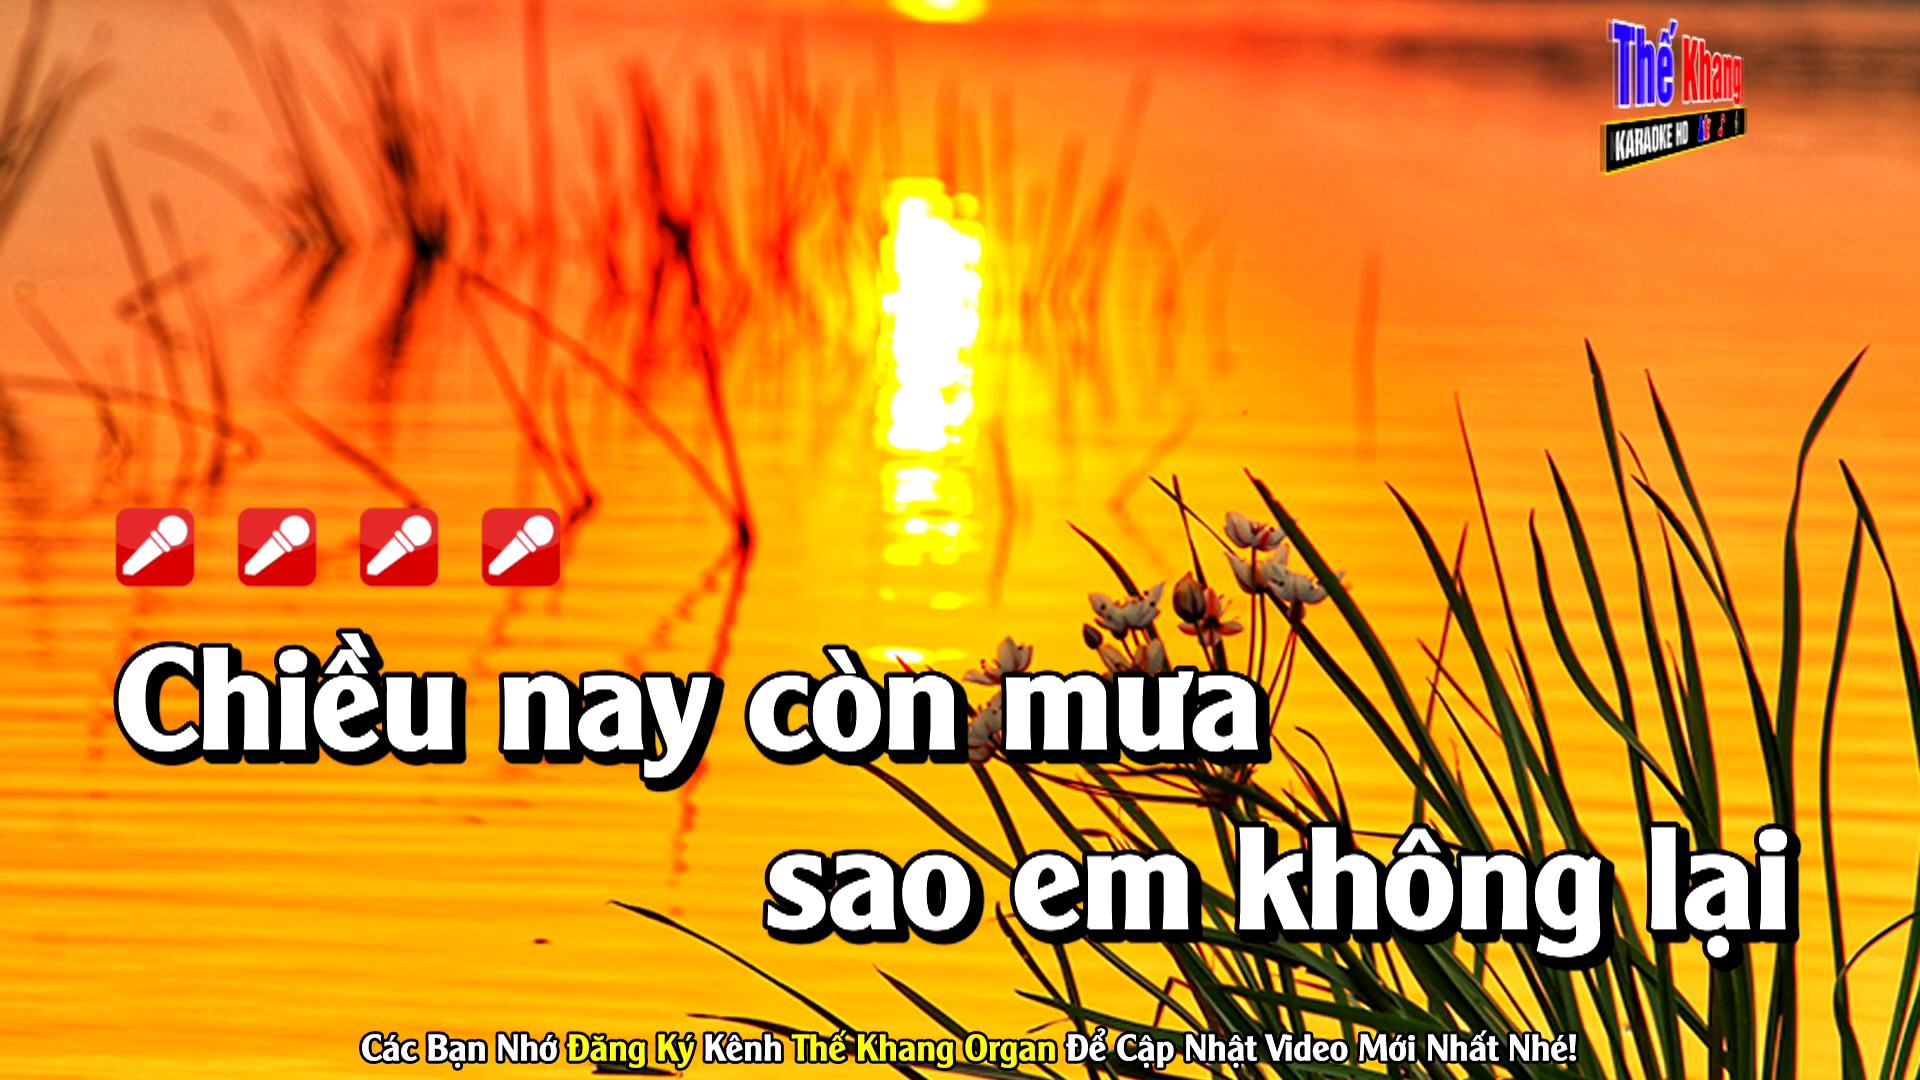 Thế Khang
KARAOKE HD
Chiều nay còn mưa
sao em không lại
Các Bạn Nhớ Đăng Ký Kênh Thế Khang Organ Để Cập Nhật Video Mới Nhất Nhé!